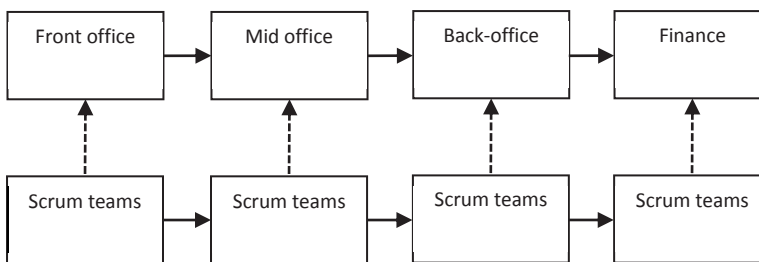 Front office
Mid office
Back-office
Finance
Scrum teams
Scrum teams
Scrum teams
Scrum teams